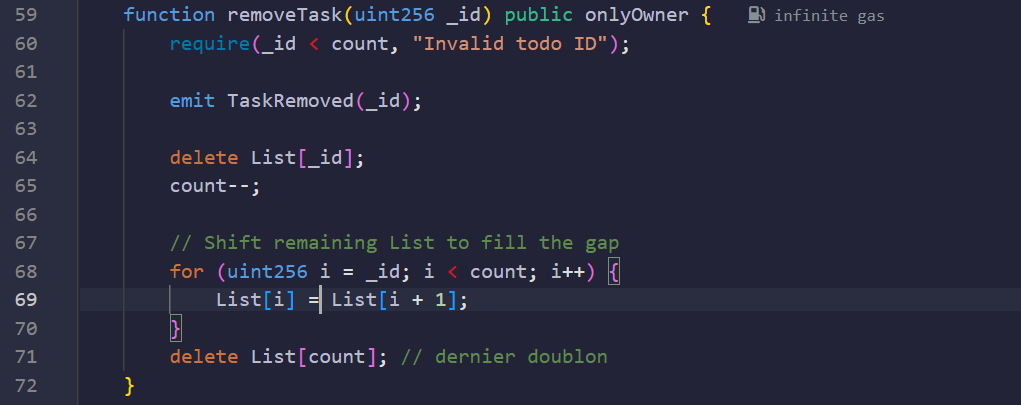 59 function removeTask(uint256 _id) public onlyOwner { infinite gas
60 require(_id < count, "Invalid todo ID");
61
62 emit TaskRemoved(_id);
63
64 delete List[_id];
65 count--;
66
67 // Shift remaining List to fill the gap
68 for (uint256 i = _id; i < count; i++) {
69 List[i] = List[i + 1];
70 }
71 delete List[count]; // dernier doublon
72 }